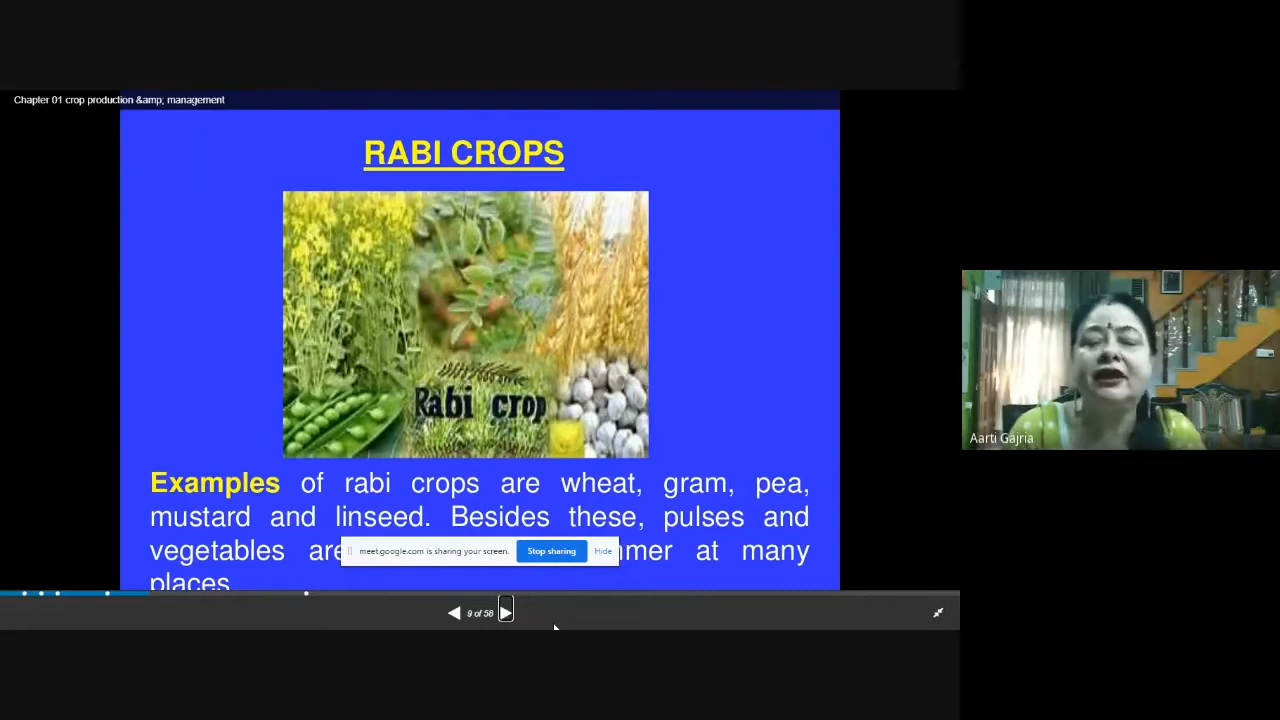 Chapter 01 crop production &amp; management
RABI CROPS
Rabi crop
Examples of rabi crops are wheat, gram, pea,
mustard and linseed. Besides these, pulses and
vegetables are mmer at many
places
meet.google.com is sharing your screen. Stop sharing Hide
9 of 58
Aarti Gajria